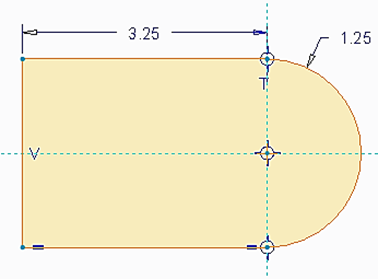 3.25
1.25
T
V
=
=